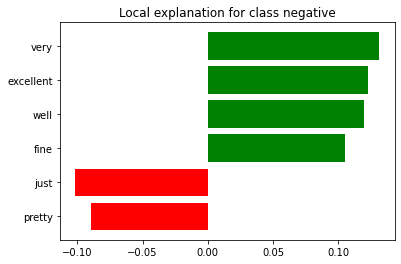 Local explanation for class negative
very
excellent
well
fine
just
pretty
−0.10 −0.05 0.00 0.05 0.10